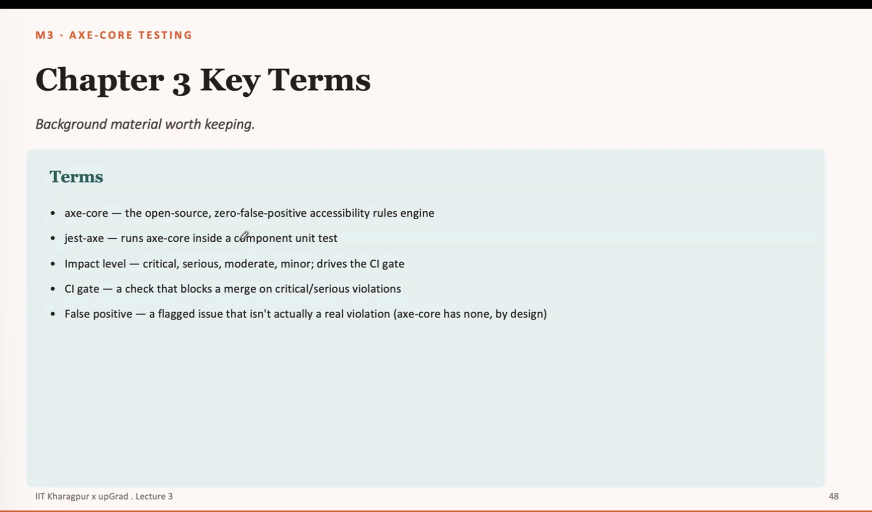 M3 · AXE-CORE TESTING
Chapter 3 Key Terms
Background material worth keeping.
Terms
• axe-core — the open-source, zero-false-positive accessibility rules engine
• jest-axe — runs axe-core inside a component unit test
• Impact level — critical, serious, moderate, minor; drives the CI gate
• CI gate — a check that blocks a merge on critical/serious violations
• False positive — a flagged issue that isn't actually a real violation (axe-core has none, by design)
IIT Kharagpur x upGrad . Lecture 3
48